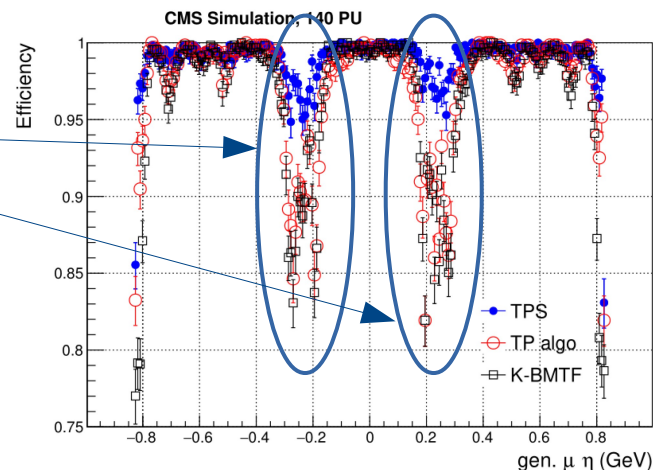 CMS Simulation, 140 PU
Efficiency
1
0.95
0.9
0.85
0.8
0.75
TPS
TP algo
K-BMTF
−0.8 −0.6 −0.4 −0.2 0 0.2 0.4 0.6 0.8
gen. μ η (GeV)